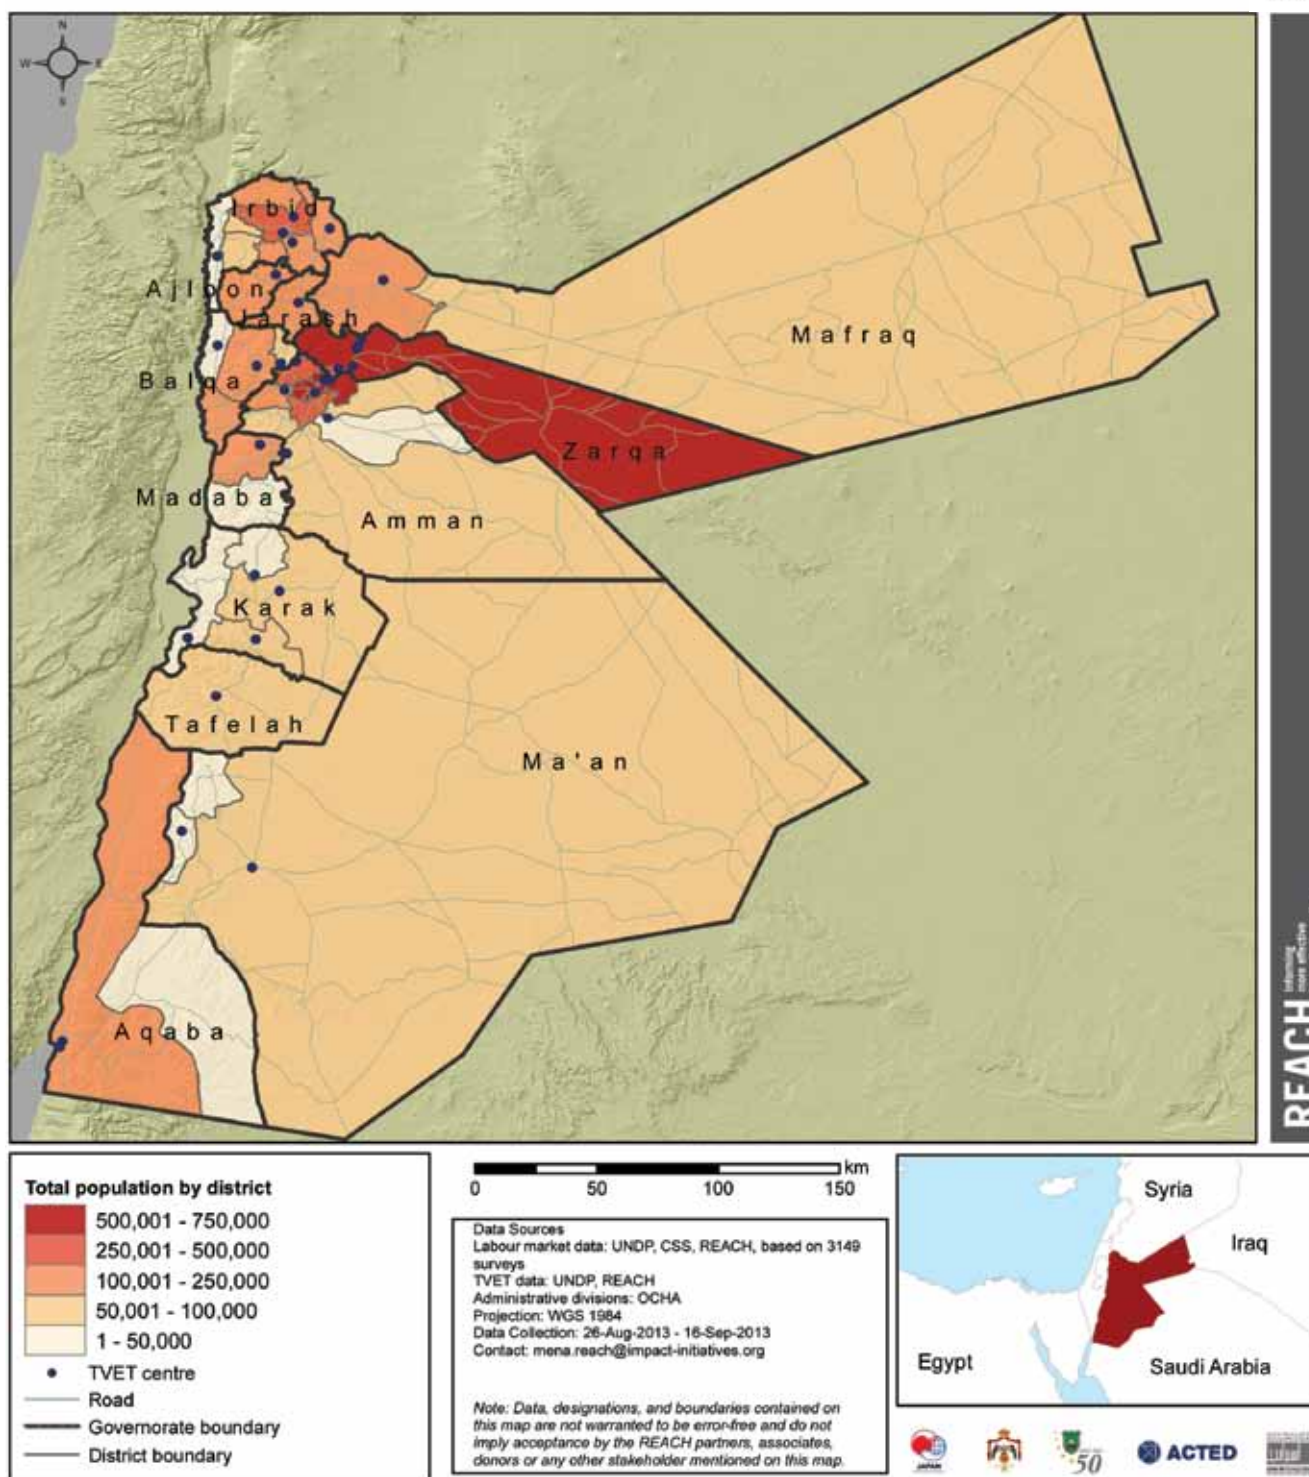 N
W E
S
Irbid
Ajloon
Jarash
Mafraq
Balqa
Zarqa
Madaba
Amman
Karak
Tafelah
Ma'an
Aqaba
REACH Informing
more effective
Total population by district
500,001 - 750,000
250,001 - 500,000
100,001 - 250,000
50,001 - 100,000
1 - 50,000
TVET centre
Road
Governorate boundary
District boundary
km
0 50 100 150
Data Sources
Labour market data: UNDP, CSS, REACH, based on 3149
surveys
TVET data: UNDP, REACH
Administrative divisions: OCHA
Projection: WGS 1984
Data Collection: 26-Aug-2013 - 16-Sep-2013
Contact: mena.reach@impact-initiatives.org
Note: Data, designations, and boundaries contained on
this map are not warranted to be error-free and do not
imply acceptance by the REACH partners, associates,
donors or any other stakeholder mentioned on this map.
Syria
Iraq
Egypt
Saudi Arabia
JAPAN
50
ACTED